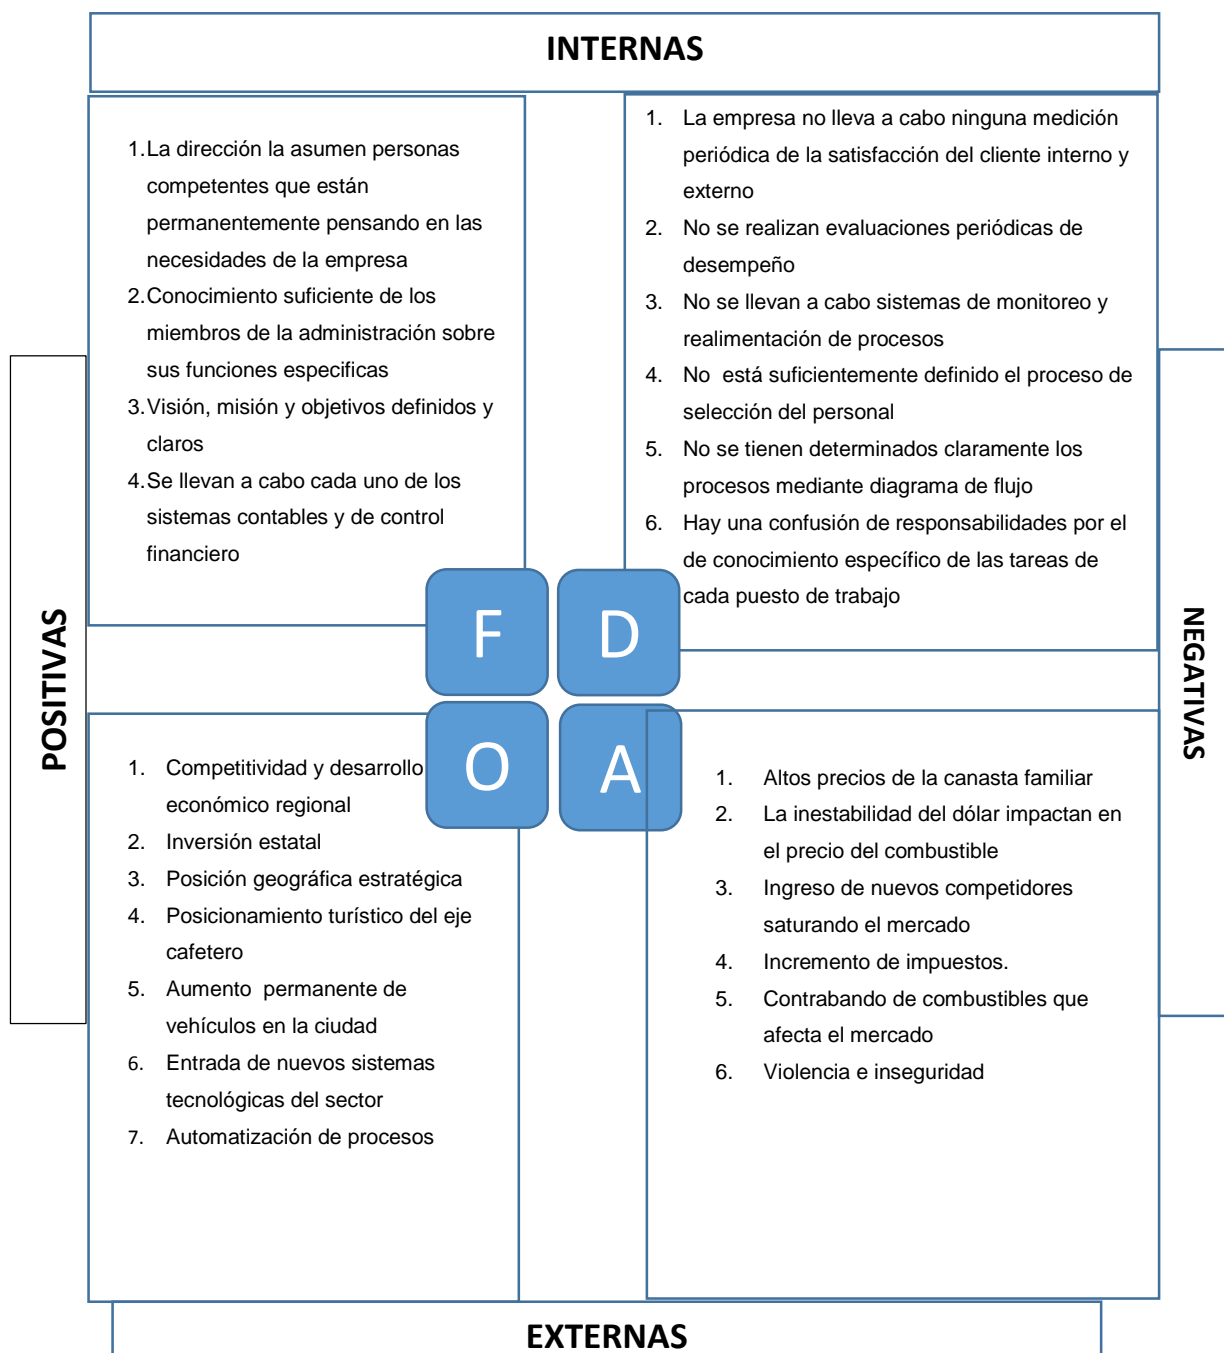 INTERNAS
1.La dirección la asumen personas
competentes que están
permanentemente pensando en las
necesidades de la empresa
2.Conocimiento suficiente de los
miembros de la administración sobre
sus funciones especificas
3.Visión, misión y objetivos definidos y
claros
4.Se llevan a cabo cada uno de los
sistemas contables y de control
financiero
1. La empresa no lleva a cabo ninguna medición
periódica de la satisfacción del cliente interno y
externo
2. No se realizan evaluaciones periódicas de
desempeño
3. No se llevan a cabo sistemas de monitoreo y
realimentación de procesos
4. No  está suficientemente definido el proceso de
selección del personal
5. No se tienen determinados claramente los
procesos mediante diagrama de flujo
6. Hay una confusión de responsabilidades por el
de conocimiento específico de las tareas de
cada puesto de trabajo
POSITIVAS
F
D
O
A
NEGATIVAS
1. Competitividad y desarrollo
económico regional
2. Inversión estatal
3. Posición geográfica estratégica
4. Posicionamiento turístico del eje
cafetero
5. Aumento  permanente de
vehículos en la ciudad
6. Entrada de nuevos sistemas
tecnológicas del sector
7. Automatización de procesos
1. Altos precios de la canasta familiar
2. La inestabilidad del dólar impactan en
el precio del combustible
3. Ingreso de nuevos competidores
saturando el mercado
4. Incremento de impuestos.
5. Contrabando de combustibles que
afecta el mercado
6. Violencia e inseguridad
EXTERNAS